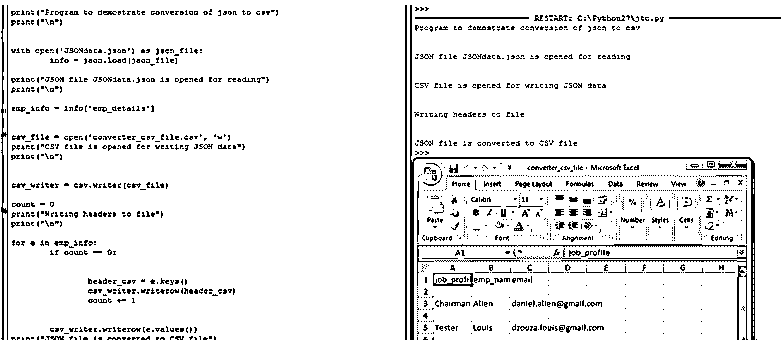 print("Program to demostrate conversion of json to csv")
print("\n")
with open('JSONdata.json') as json_file:
info = json.load(json_file)
print("JSON file JSONdata.json is opened for reading")
print("\n")
emp_info = info['emp_details']
csv_file = open('converter_csv_file.csv', 'w')
print("CSV file is opened for writing JSON data")
print("\n")
csv_writer = csv.writer(csv_file)
count = 0
print("Writing headers to file")
print("\n")
for e in emp_info:
if count == 0:
header_csv = e.keys()
csv_writer.writerow(header_csv)
count += 1
csv_writer.writerow(e.values())
print("JSON file is converted to CSV file")
>>>
RESTART: C:\Python27\jtc.py
Program to demostrate conversion of json to csv
JSON file JSONdata.json is opened for reading
CSV file is opened for writing JSON data
Writing headers to file
JSON file is converted to CSV file
>>>
converter_csv_file - Microsoft Excel
Home Insert Page Layout Formulas Data Review View
Calibri 11
Paste
B I U
Number Styles Cells
Clipboard Font Alignment Editing
A1 fx job_profile
A B C D E F G H
1 job_profi emp_name email
2
3 Chairman Allen daniel.allen@gmail.com
4
5 Tester Louis drouza.louis@gmail.com